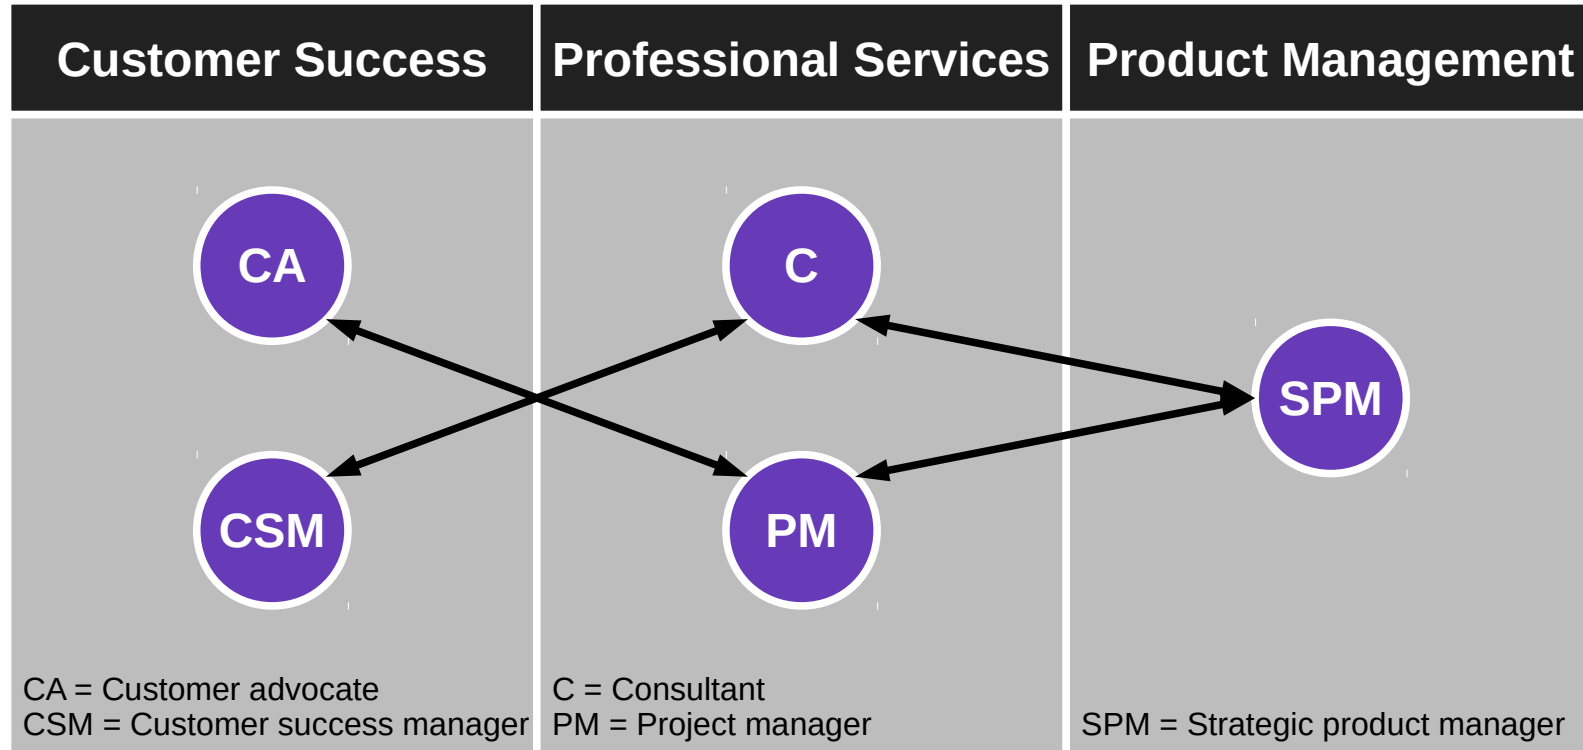 Customer Success
Professional Services
Product Management
CA
C
SPM
CSM
PM
CA = Customer advocate
CSM = Customer success manager
C = Consultant
PM = Project manager
SPM = Strategic product manager